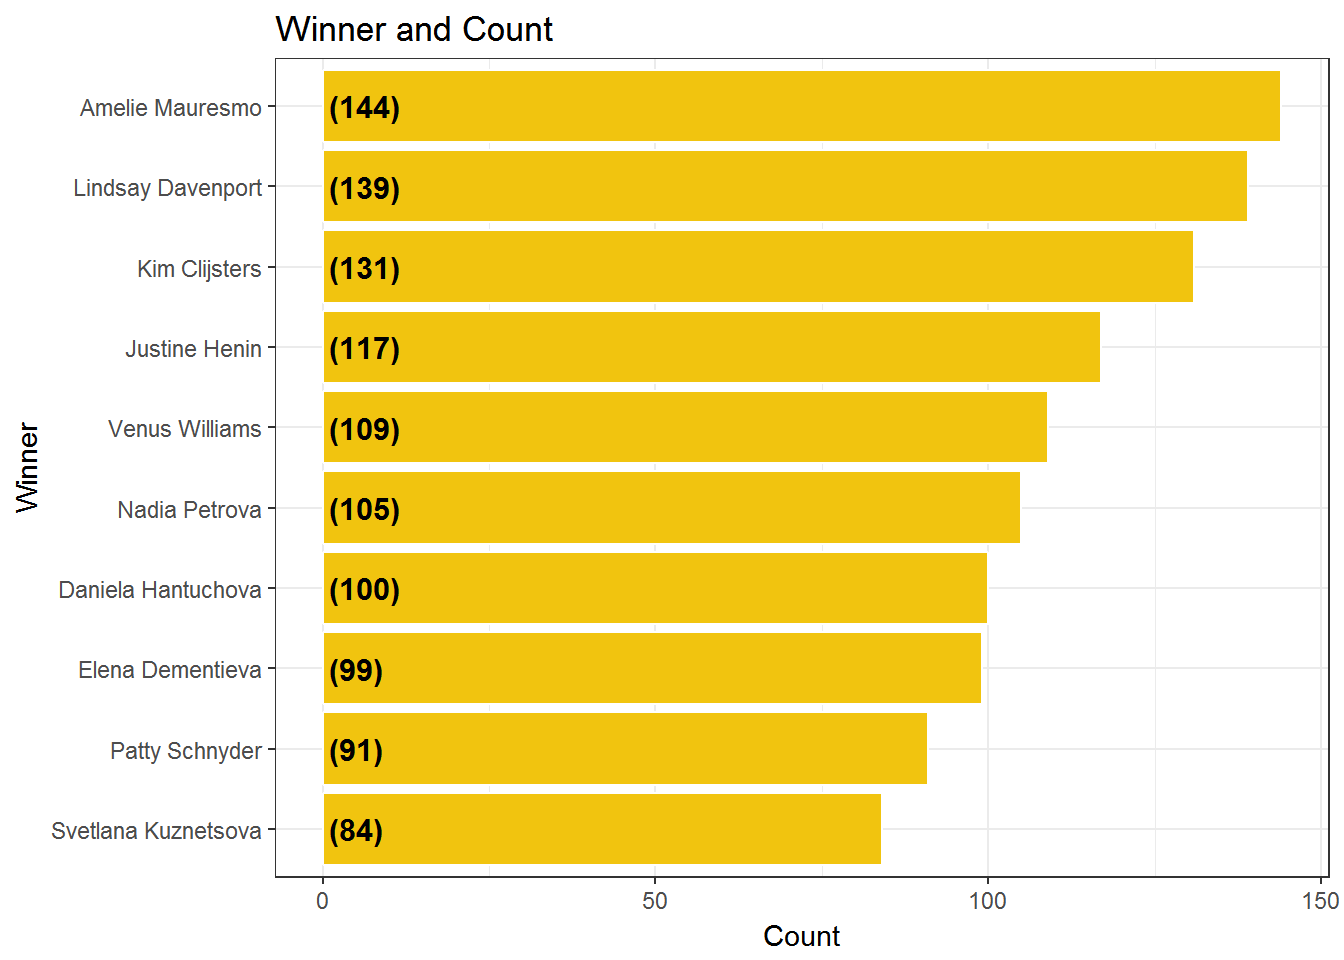 Winner and Count
Amelie Mauresmo (144)
Lindsay Davenport (139)
Kim Clijsters (131)
Justine Henin (117)
Venus Williams (109)
Nadia Petrova (105)
Daniela Hantuchova (100)
Elena Dementieva (99)
Patty Schnyder (91)
Svetlana Kuznetsova (84)
Winner
0 50 100 150
Count